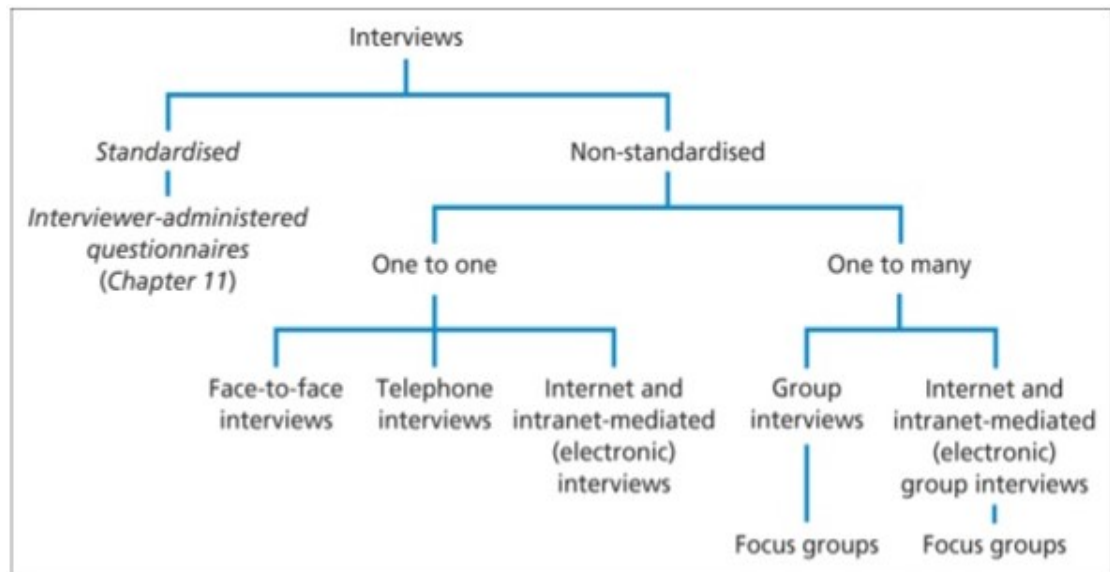 Interviews
Standardised
Non-standardised
Interviewer-administered
questionnaires
(Chapter 11)
One to one
One to many
Face-to-face
interviews
Telephone
interviews
Internet and
intranet-mediated
(electronic)
interviews
Group
interviews
Internet and
intranet-mediated
(electronic)
group interviews
Focus groups
Focus groups